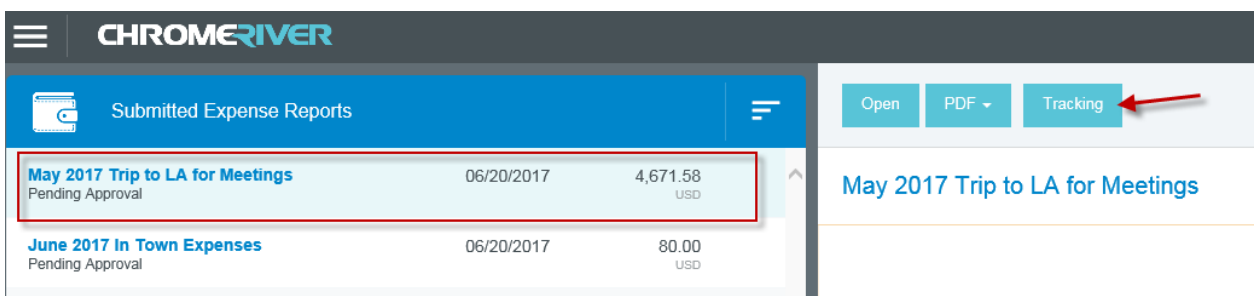 CHROMERIVER
Submitted Expense Reports
May 2017 Trip to LA for Meetings 06/20/2017 4,671.58
Pending Approval USD
June 2017 In Town Expenses 06/20/2017 80.00
Pending Approval USD
Open PDF Tracking
May 2017 Trip to LA for Meetings